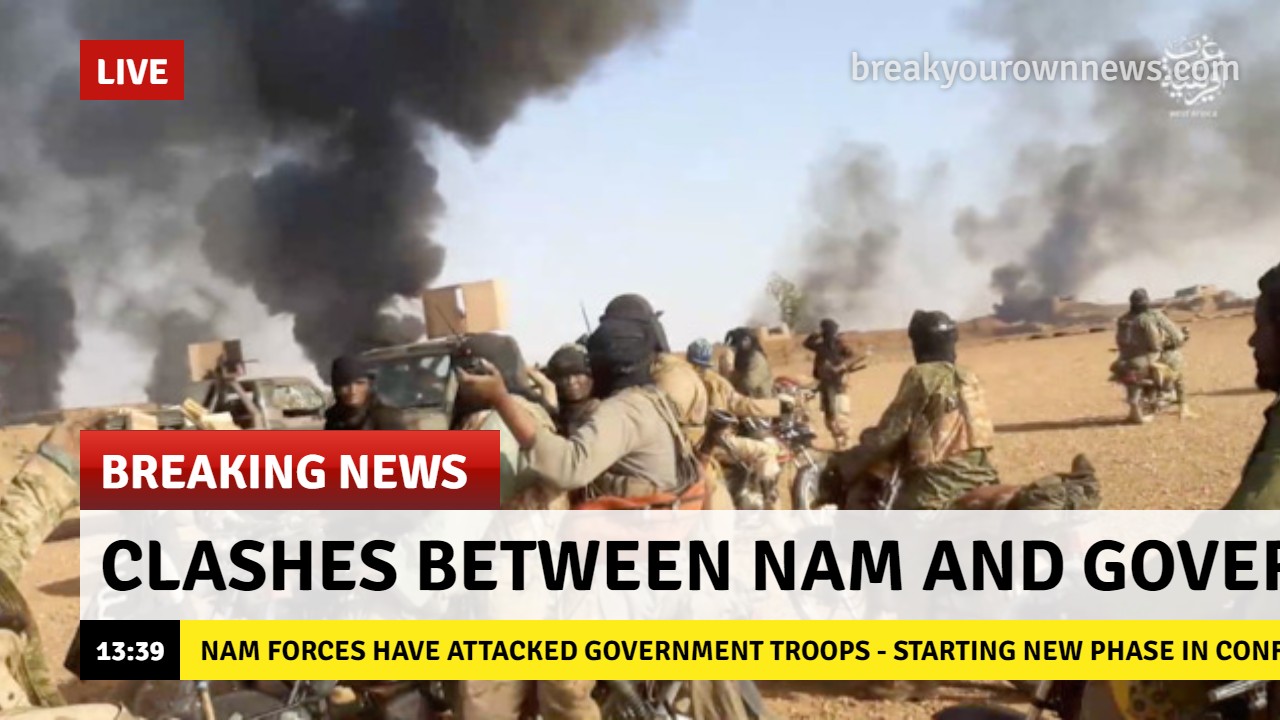 LIVE
breakyourownnews.com
BREAKING NEWS
CLASHES BETWEEN NAM AND GOVER
13:39
NAM FORCES HAVE ATTACKED GOVERNMENT TROOPS - STARTING NEW PHASE IN CONF